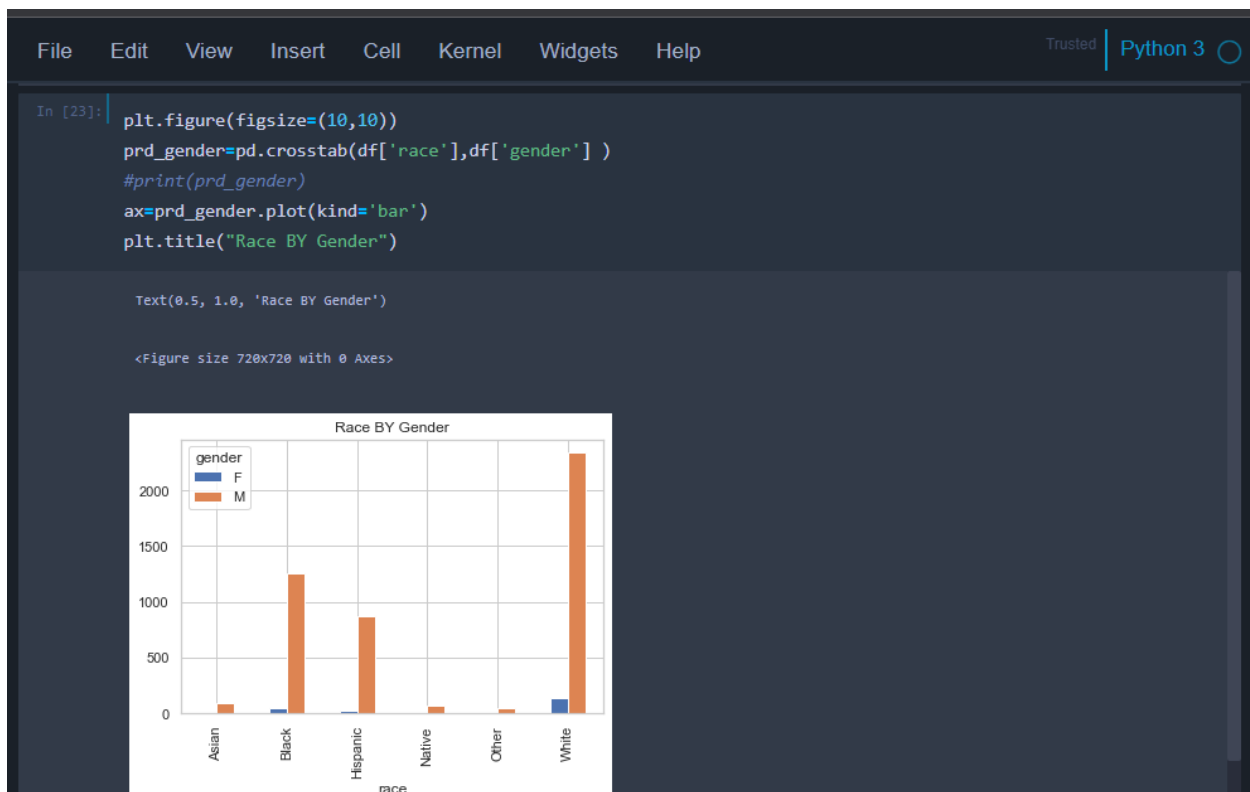 File Edit View Insert Cell Kernel Widgets Help Trusted Python 3
In [23]:
plt.figure(figsize=(10,10))
prd_gender=pd.crosstab(df['race'],df['gender'] )
#print(prd_gender)
ax=prd_gender.plot(kind='bar')
plt.title("Race BY Gender")
Text(0.5, 1.0, 'Race BY Gender')
<Figure size 720x720 with 0 Axes>
Race BY Gender
gender
F
M
2000
1500
1000
500
0
Asian
Black
Hispanic
Native
Other
White
race